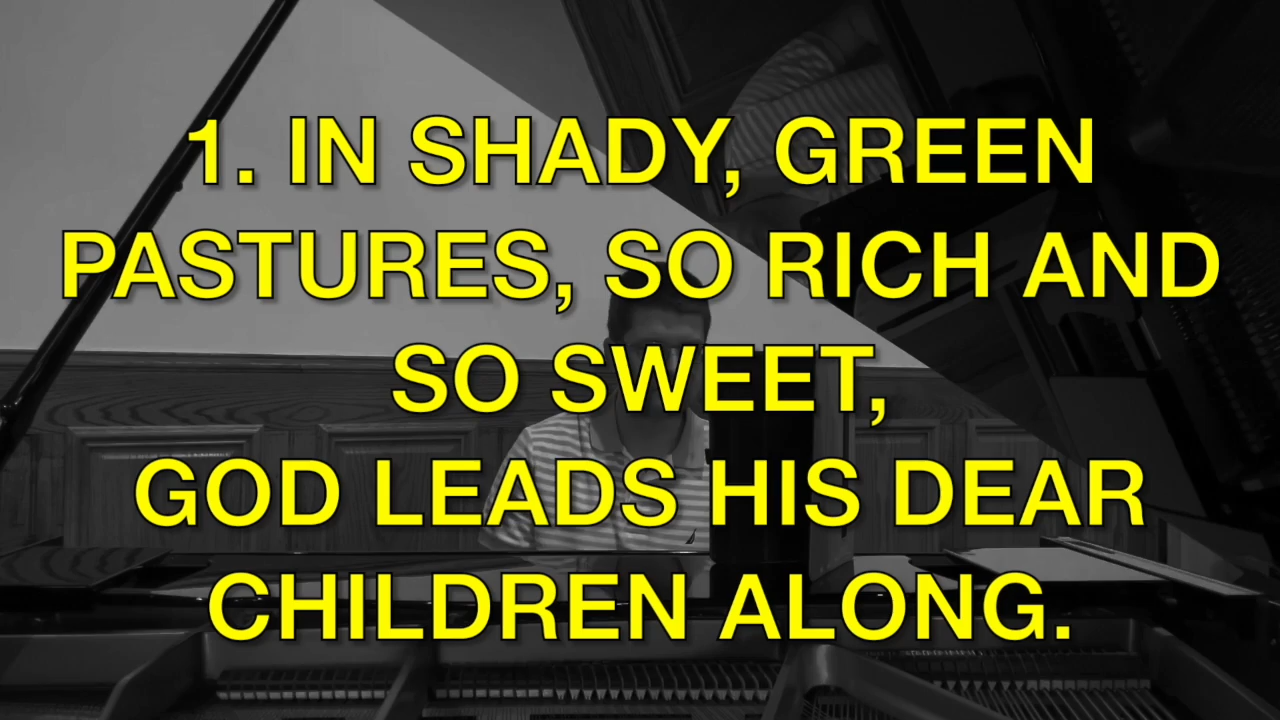 1. IN SHADY, GREEN
PASTURES, SO RICH AND
SO SWEET,
GOD LEADS HIS DEAR
CHILDREN ALONG.